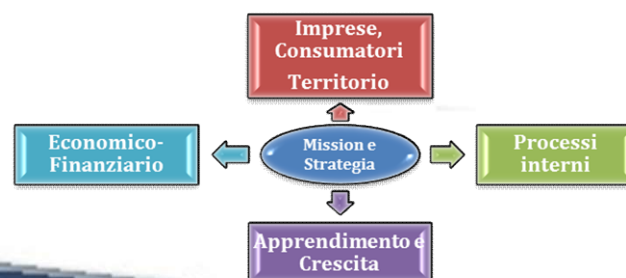 Imprese,
Consumatori
Territorio
Economico-
Finanziario
Mission e
Strategia
Processi
interni
Apprendimento e
Crescita